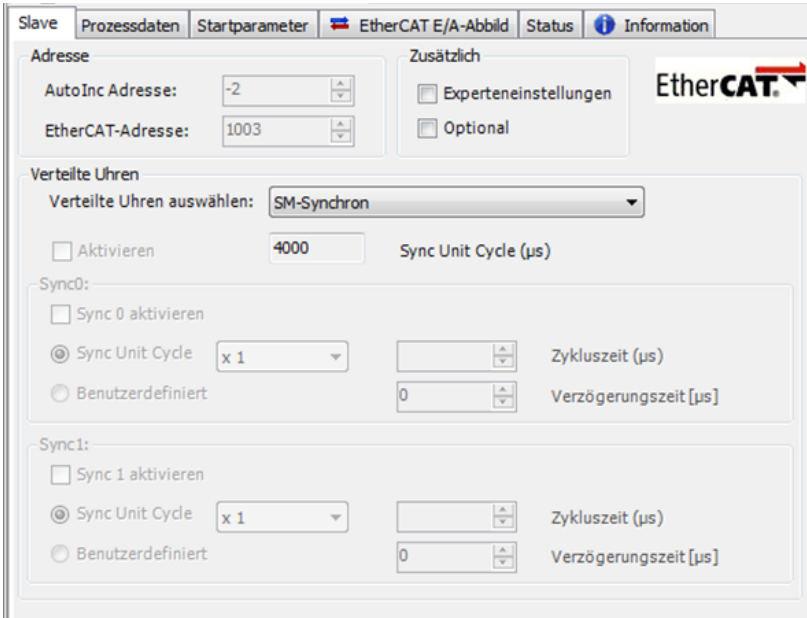 Slave Prozessdaten Startparameter EtherCAT E/A-Abbild Status Information
Adresse
AutoInc Adresse: -2
EtherCAT-Adresse: 1003
Zusätzlich
Experteneinstellungen
Optional
EtherCAT.
Verteilte Uhren
Verteilte Uhren auswählen: SM-Synchron
Aktivieren 4000 Sync Unit Cycle (µs)
Sync0:
Sync 0 aktivieren
Sync Unit Cycle x 1 Zykluszeit (µs)
Benutzerdefiniert 0 Verzögerungszeit [µs]
Sync1:
Sync 1 aktivieren
Sync Unit Cycle x 1 Zykluszeit (µs)
Benutzerdefiniert 0 Verzögerungszeit [µs]